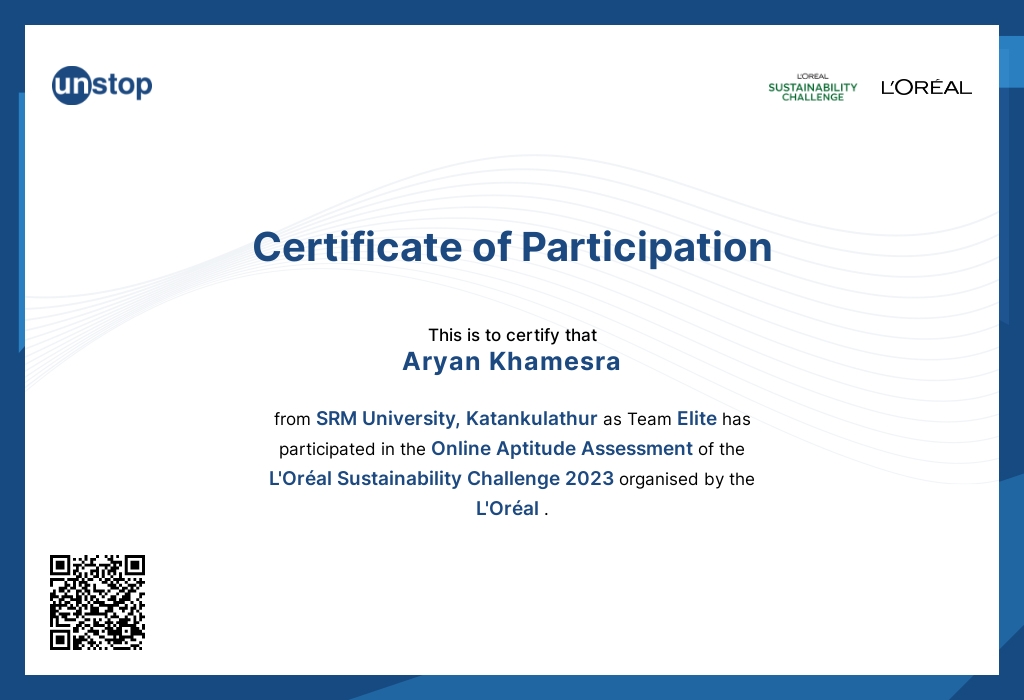 unstop
L'ORÉAL
SUSTAINABILITY
CHALLENGE
L'ORÉAL
Certificate of Participation
This is to certify that
Aryan Khamesra
from SRM University, Katankulathur as Team Elite has
participated in the Online Aptitude Assessment of the
L'Oréal Sustainability Challenge 2023 organised by the
L'Oréal .